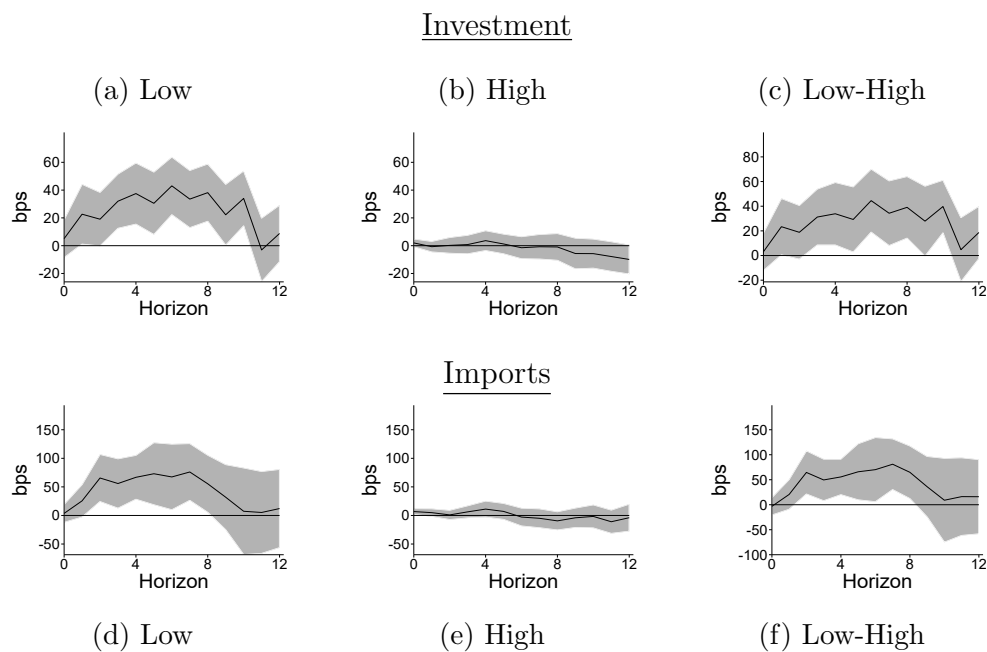 Investment
(a) Low
(b) High
(c) Low-High
bps
60
40
20
0
-20
0
4
8
12
Horizon
bps
60
40
20
0
-20
0
4
8
12
Horizon
bps
80
60
40
20
0
-20
0
4
8
12
Horizon
Imports
bps
150
100
50
0
-50
0
4
8
12
Horizon
bps
150
100
50
0
-50
0
4
8
12
Horizon
bps
150
100
50
0
-50
-100
0
4
8
12
Horizon
(d) Low
(e) High
(f) Low-High